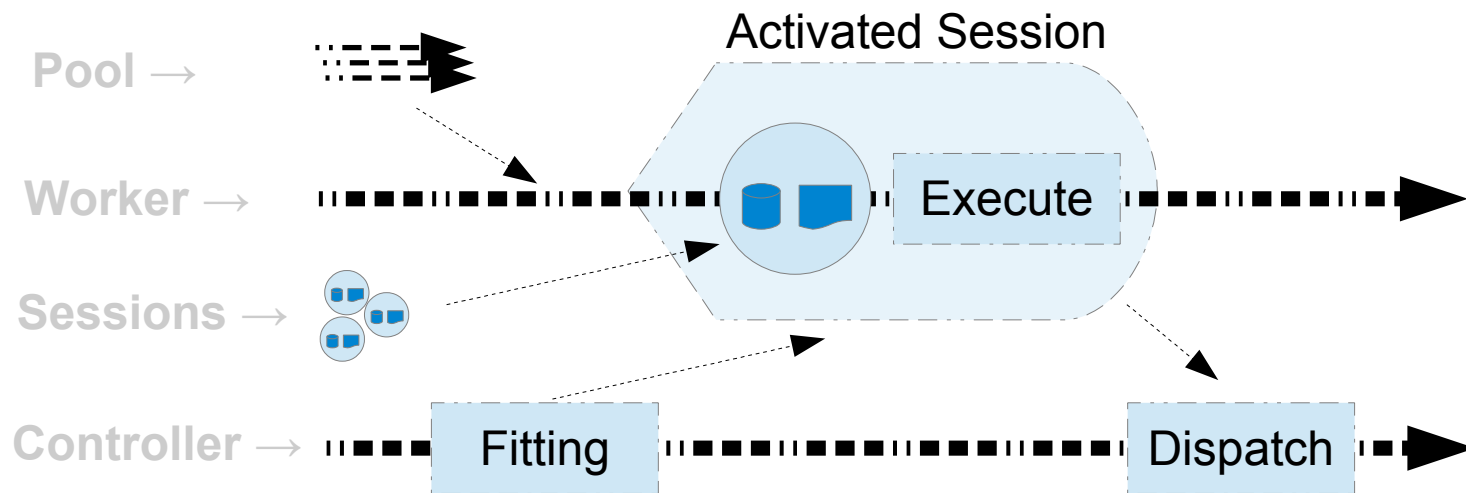 Activated Session
Pool →
Worker →
Execute
Sessions →
Controller →
Fitting
Dispatch